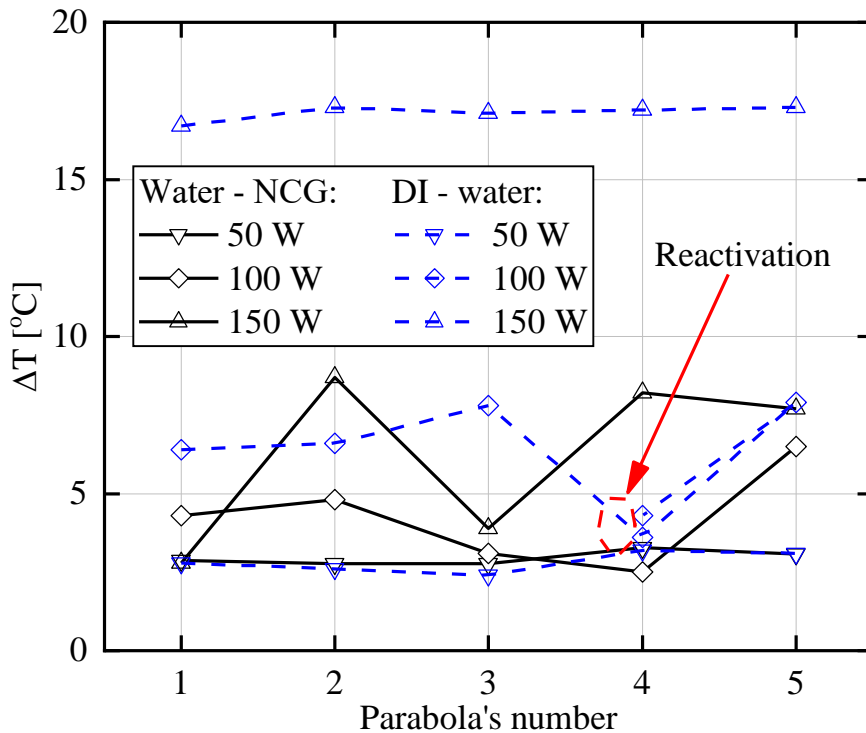 20
15
10
5
0
ΔT [°C]
Water - NCG: DI - water:
50 W 50 W
100 W 100 W
150 W 150 W
Reactivation
1 2 3 4 5
Parabola's number